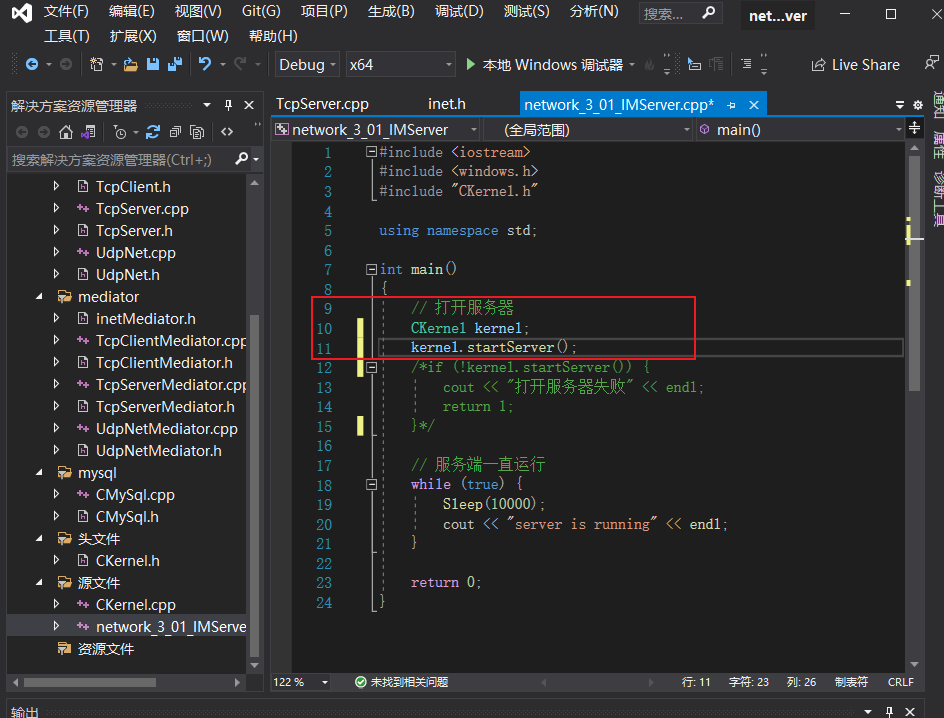 文件(F) 编辑(E) 视图(V) Git(G) 项目(P) 生成(B) 调试(D) 测试(S) 分析(N) 搜索... net...ver
工具(T) 扩展(X) 窗口(W) 帮助(H)
Debug x64 本地 Windows 调试器 Live Share
解决方案资源管理器
搜索解决方案资源管理器(Ctrl+;)
TcpClient.h
TcpServer.cpp
TcpServer.h
UdpNet.cpp
UdpNet.h
mediator
inetMediator.h
TcpClientMediator.cpp
TcpClientMediator.h
TcpServerMediator.cpp
TcpServerMediator.h
UdpNetMediator.cpp
UdpNetMediator.h
mysql
CMySql.cpp
CMySql.h
头文件
CKernel.h
源文件
CKernel.cpp
network_3_01_IMServe
资源文件
TcpServer.cpp inet.h network_3_01_IMServer.cpp*
network_3_01_IMServer (全局范围) main()
1 #include <iostream>
2 #include <windows.h>
3 #include "CKernel.h"
4
5 using namespace std;
6
7 int main()
8 {
9 // 打开服务器
10 CKernel kernel;
11 kernel.startServer();
12 /*if (!kernel.startServer()) {
13 cout << "打开服务器失败" << endl;
14 return 1;
15 }*/
16
17 // 服务端一直运行
18 while (true) {
19 Sleep(10000);
20 cout << "server is running" << endl;
21 }
22
23 return 0;
24 }
122 % 未找到相关问题 行: 11 字符: 23 列: 26 制表符 CRLF
输出
通知
属性
诊断工具